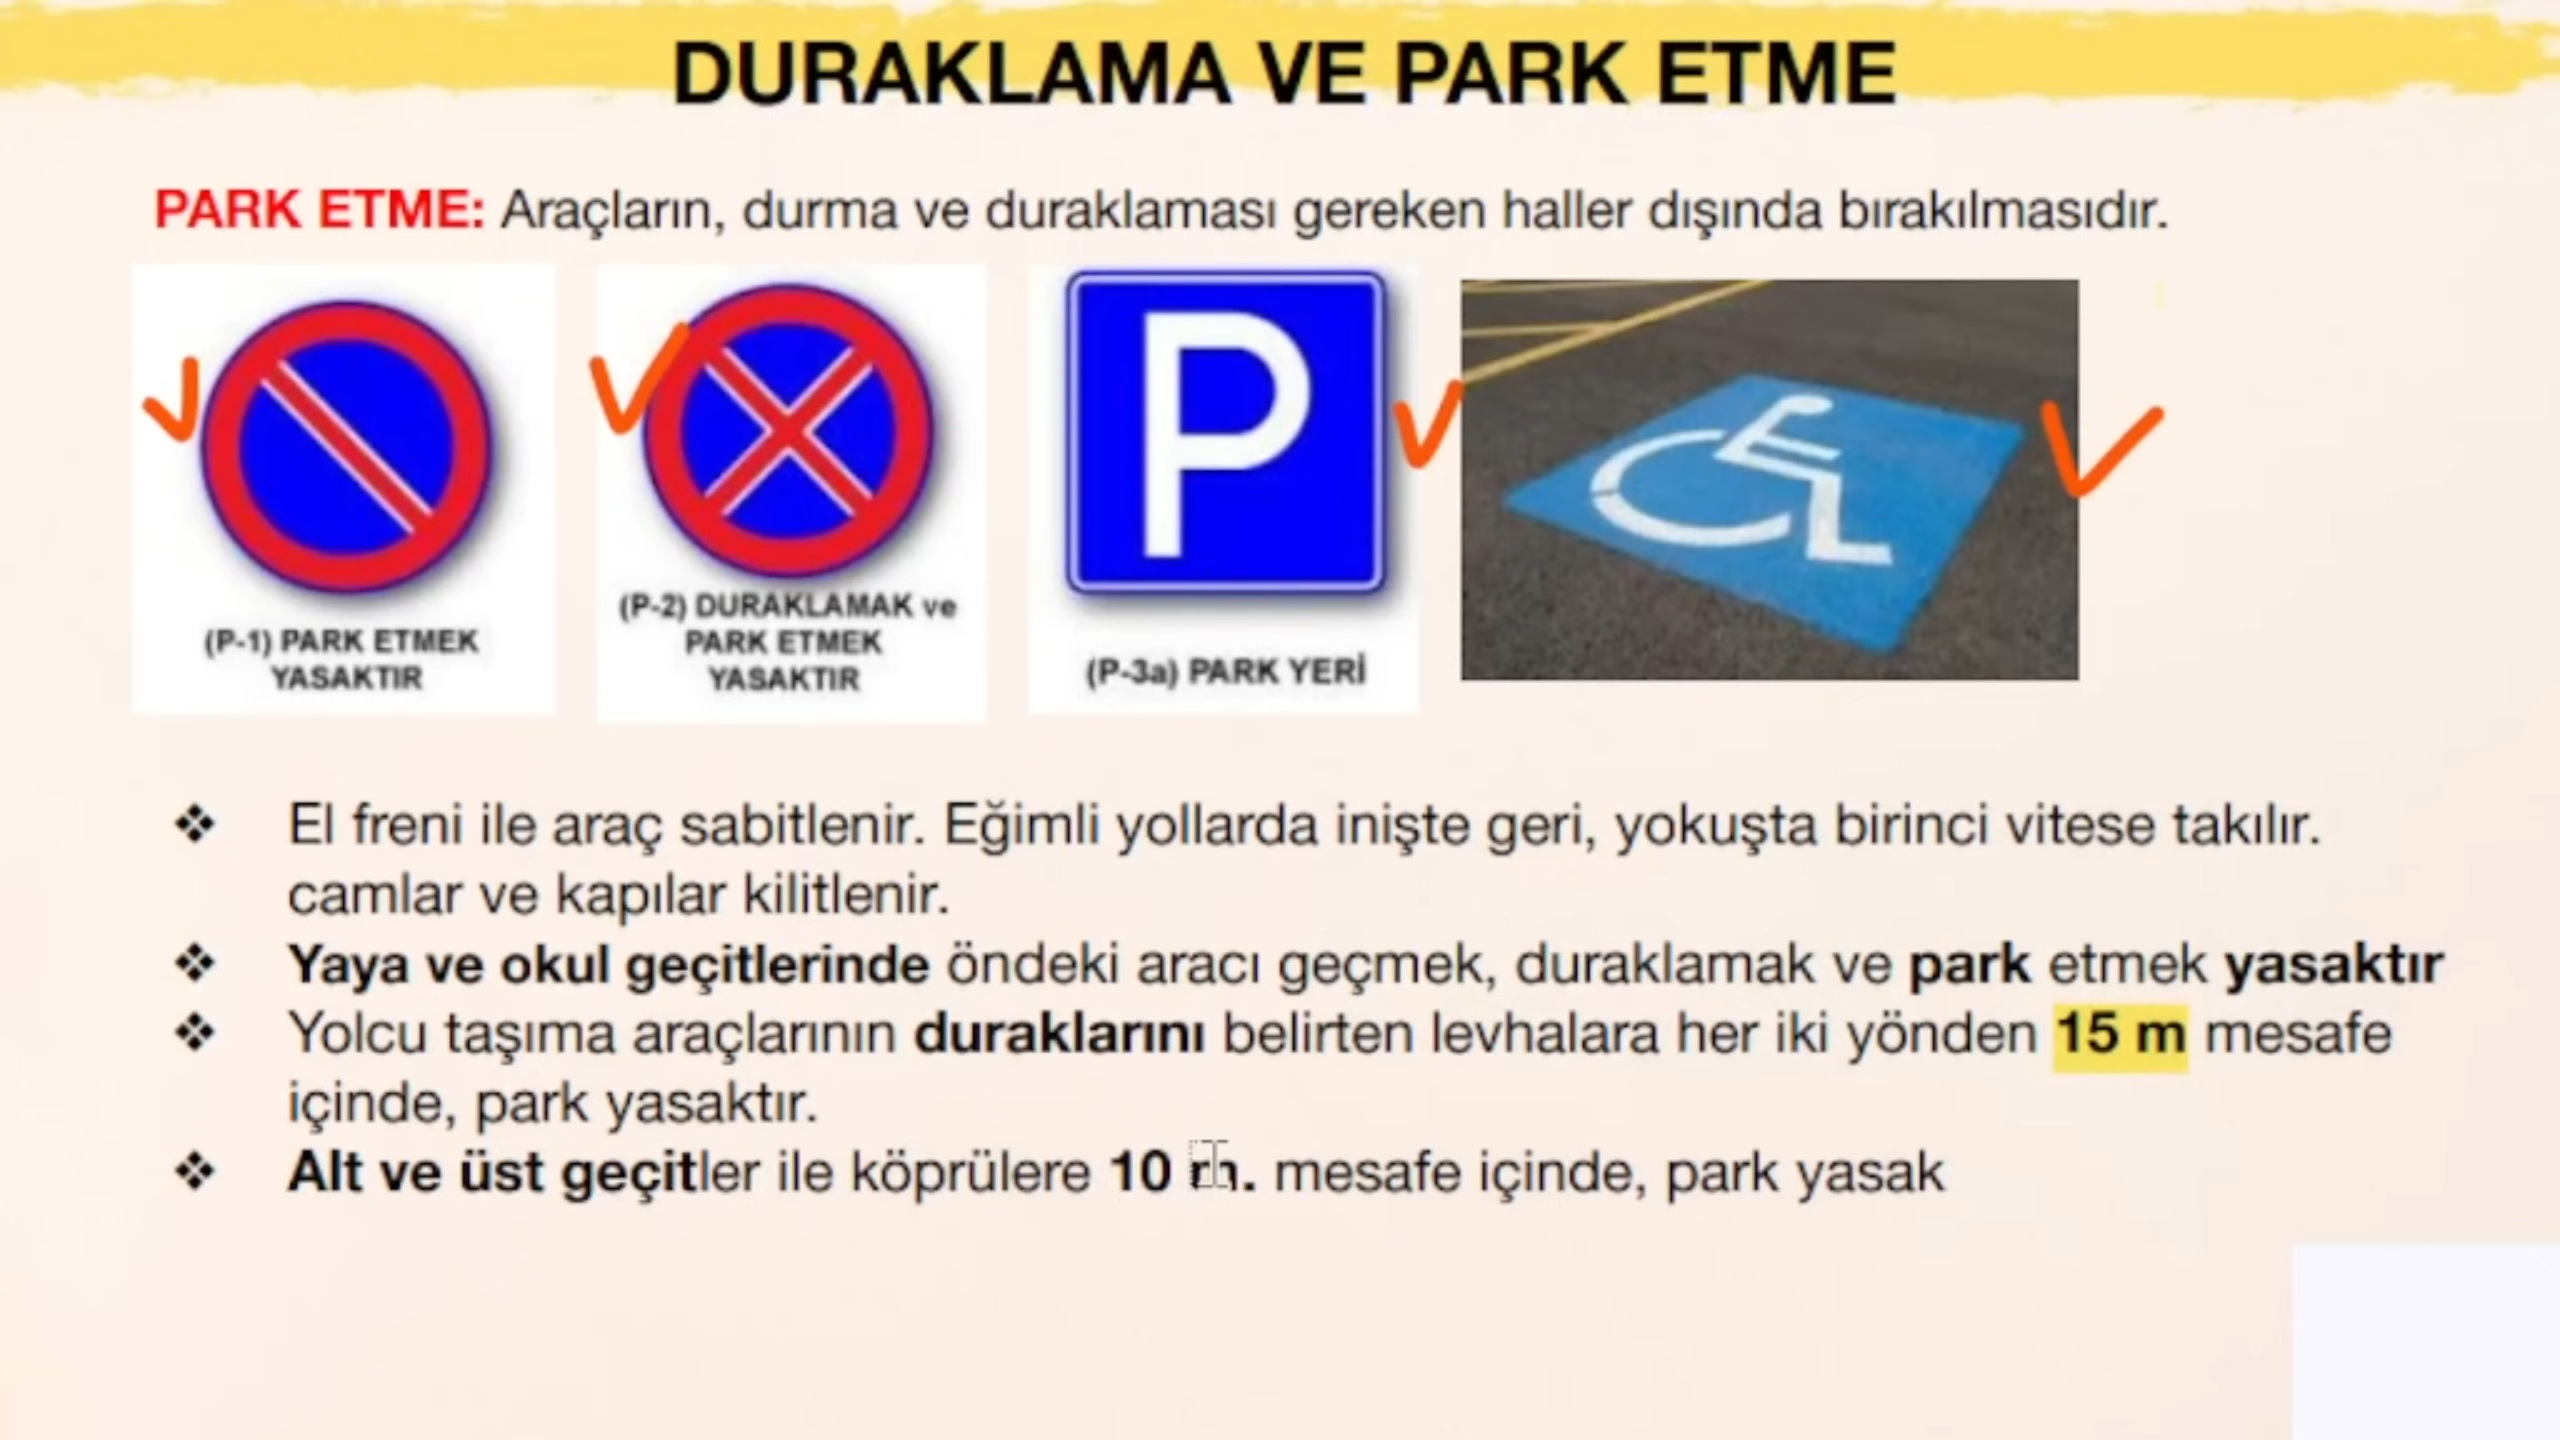 DURAKLAMA VE PARK ETME
PARK ETME: Araçların, durma ve duraklaması gereken haller dışında bırakılmasıdır.
(P-1) PARK ETMEK
YASAKTIR
(P-2) DURAKLAMAK ve
PARK ETMEK
YASAKTIR
P
(P-3a) PARK YERİ
❖ El freni ile araç sabitlenir. Eğimli yollarda inişte geri, yokuşta birinci vitese takılır.
camlar ve kapılar kilitlenir.
❖ Yaya ve okul geçitlerinde öndeki aracı geçmek, duraklamak ve park etmek yasaktır
❖ Yolcu taşıma araçlarının duraklarını belirten levhalara her iki yönden 15 m mesafe
içinde, park yasaktır.
❖ Alt ve üst geçitler ile köprülere 10 m. mesafe içinde, park yasak